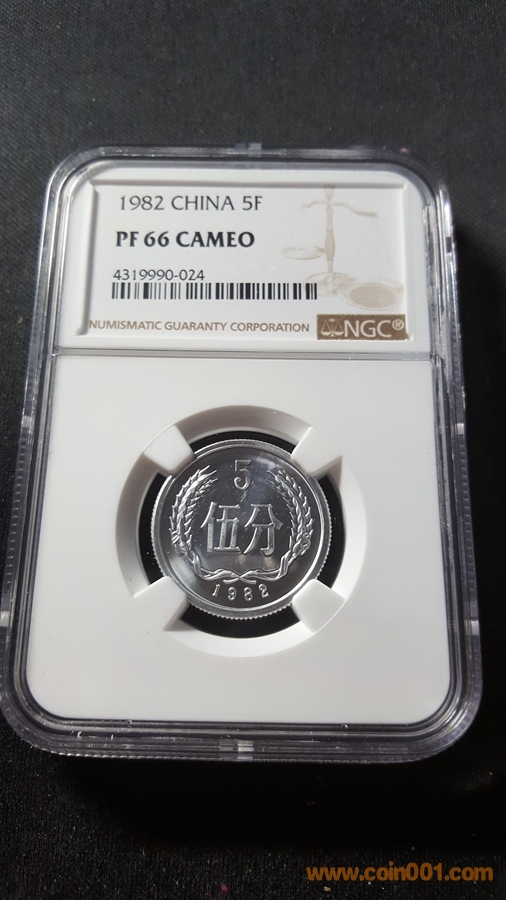 1982 CHINA 5F
PF 66 CAMEO
4319990-024
NUMISMATIC GUARANTY CORPORATION NGC®
5
伍分
1982
www.coin001.com